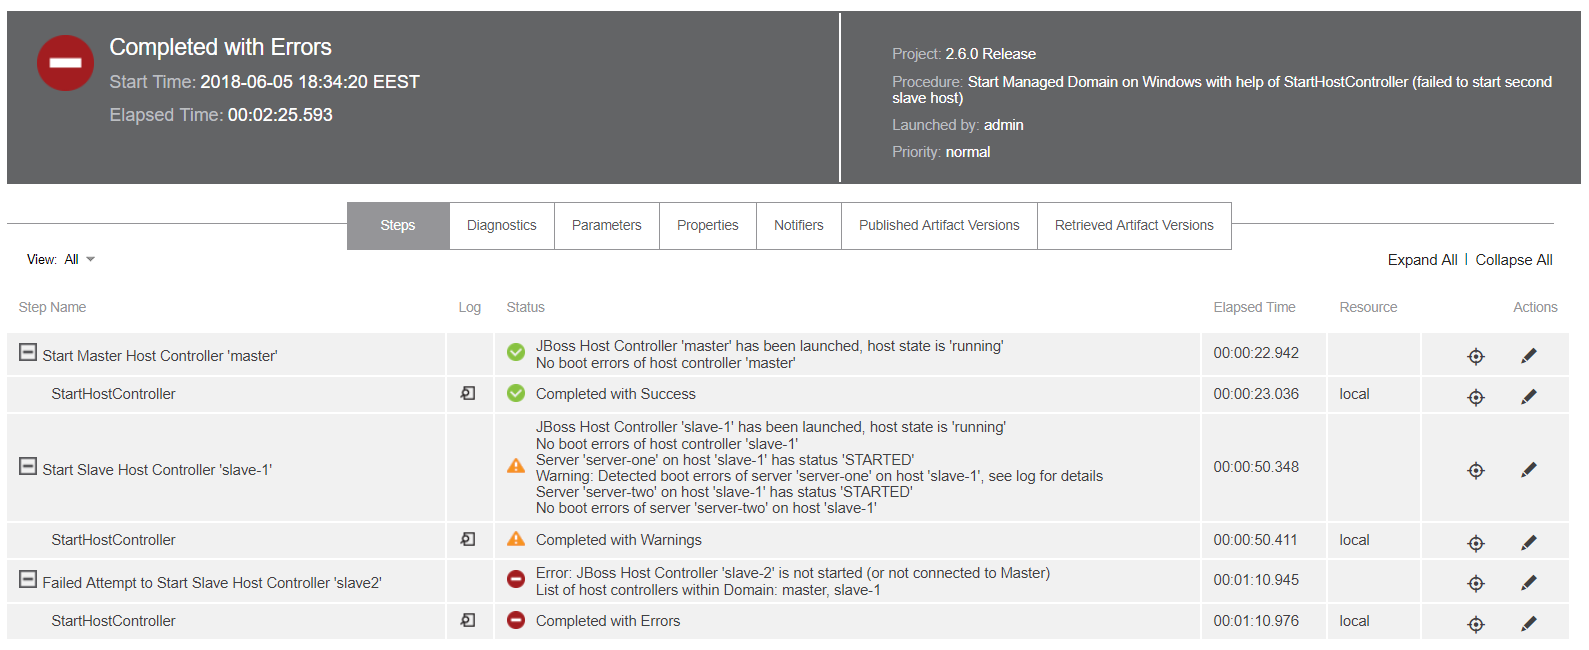 Completed with Errors
Start Time: 2018-06-05 18:34:20 EEST
Elapsed Time: 00:02:25.593
Project: 2.6.0 Release
Procedure: Start Managed Domain on Windows with help of StartHostController (failed to start second
slave host)
Launched by: admin
Priority: normal
Steps
Diagnostics
Parameters
Properties
Notifiers
Published Artifact Versions
Retrieved Artifact Versions
View: All
Expand All | Collapse All
Step Name
Log
Status
Elapsed Time
Resource
Actions
Start Master Host Controller 'master'
JBoss Host Controller 'master' has been launched, host state is 'running'
No boot errors of host controller 'master'
00:00:22.942
StartHostController
Completed with Success
00:00:23.036
local
Start Slave Host Controller 'slave-1'
JBoss Host Controller 'slave-1' has been launched, host state is 'running'
No boot errors of host controller 'slave-1'
Server 'server-one' on host 'slave-1' has status 'STARTED'
Warning: Detected boot errors of server 'server-one' on host 'slave-1', see log for details
Server 'server-two' on host 'slave-1' has status 'STARTED'
No boot errors of server 'server-two' on host 'slave-1'
00:00:50.348
StartHostController
Completed with Warnings
00:00:50.411
local
Failed Attempt to Start Slave Host Controller 'slave2'
Error: JBoss Host Controller 'slave-2' is not started (or not connected to Master)
List of host controllers within Domain: master, slave-1
00:01:10.945
StartHostController
Completed with Errors
00:01:10.976
local